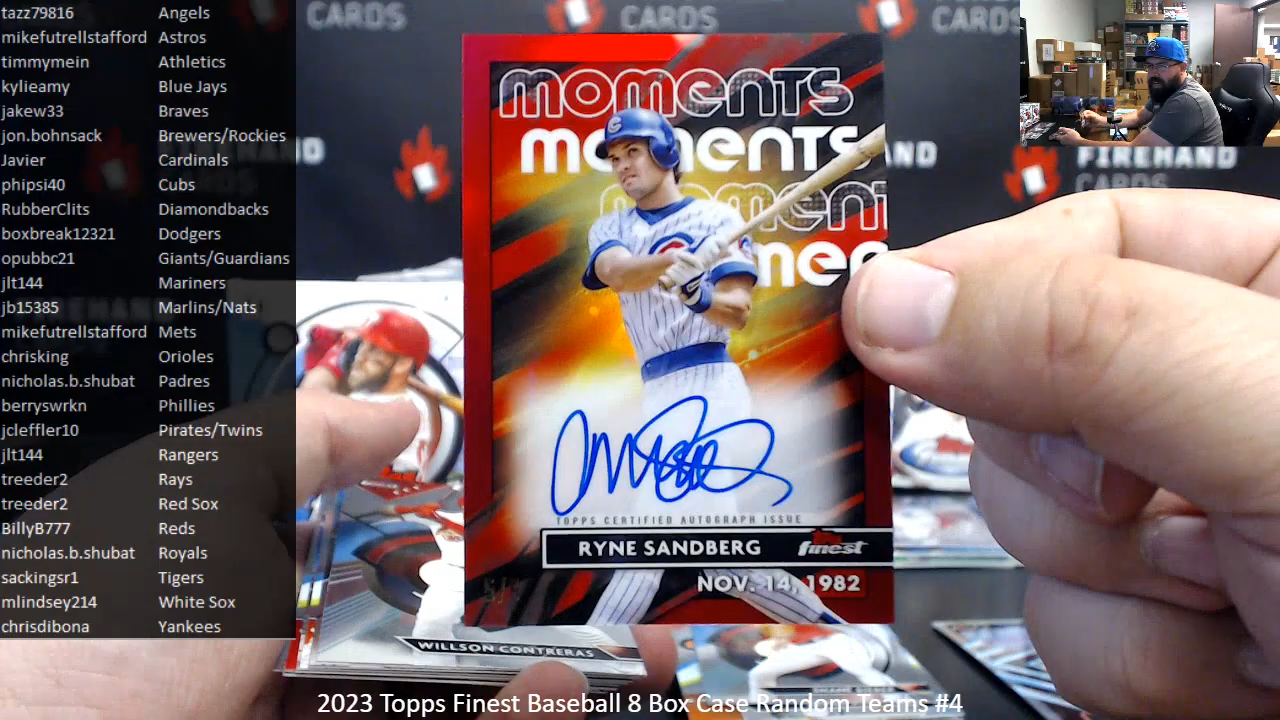 tazz79816 Angels
mikefutrellstafford Astros
timmymein Athletics
kylieamy Blue Jays
jakew33 Braves
jon.bohnsack Brewers/Rockies
Javier Cardinals
phipsi40 Cubs
RubberClits Diamondbacks
boxbreak12321 Dodgers
opubbc21 Giants/Guardians
jlt144 Mariners
jb15385 Marlins/Nats
mikefutrellstafford Mets
chrisking Orioles
nicholas.b.shubat Padres
berryswrkn Phillies
jcleffler10 Pirates/Twins
jlt144 Rangers
treeder2 Rays
treeder2 Red Sox
BillyB777 Reds
nicholas.b.shubat Royals
sackingsr1 Tigers
mlindsey214 White Sox
chrisdibona Yankees
CARDS
CARDS
FIREHAND
CARDS
moments
moments
moment
TOPPS CERTIFIED AUTOGRAPH ISSUE
RYNE SANDBERG
Topps
finest
NOV. 14, 1982
WILLSON CONTRERAS
2023 Topps Finest Baseball 8 Box Case Random Teams #4